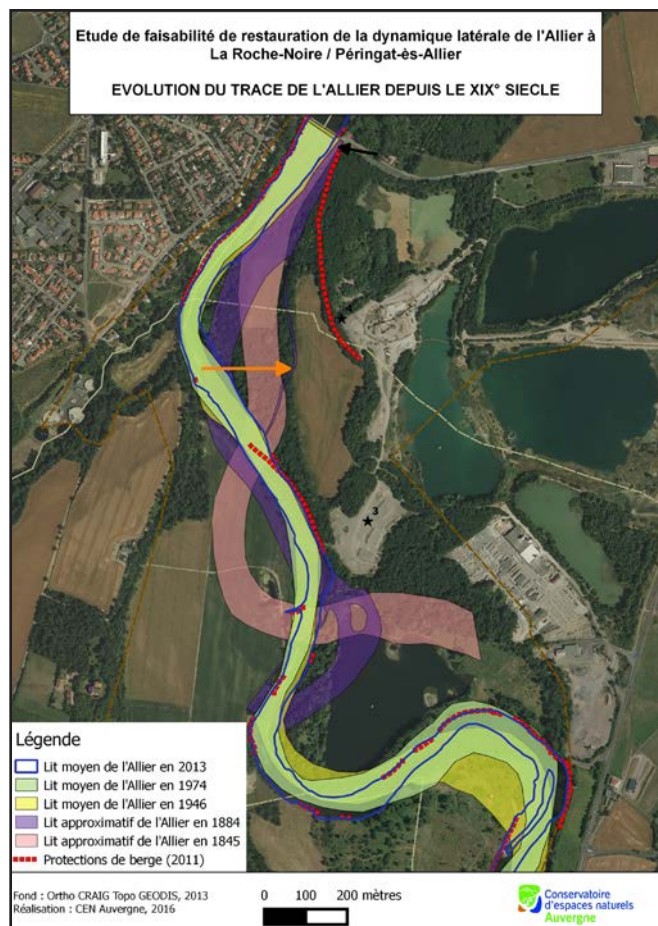 Etude de faisabilité de restauration de la dynamique latérale de l'Allier à
La Roche-Noire / Péringat-ès-Allier
EVOLUTION DU TRACE DE L'ALLIER DEPUIS LE XIX° SIECLE
3
Légende
Lit moyen de l'Allier en 2013
Lit moyen de l'Allier en 1974
Lit moyen de l'Allier en 1946
Lit approximatif de l'Allier en 1884
Lit approximatif de l'Allier en 1845
Protections de berge (2011)
Fond : Ortho CRAIG Topo GEODIS, 2013
Réalisation : CEN Auvergne, 2016
0 100 200 mètres
Conservatoire
d'espaces naturels
Auvergne